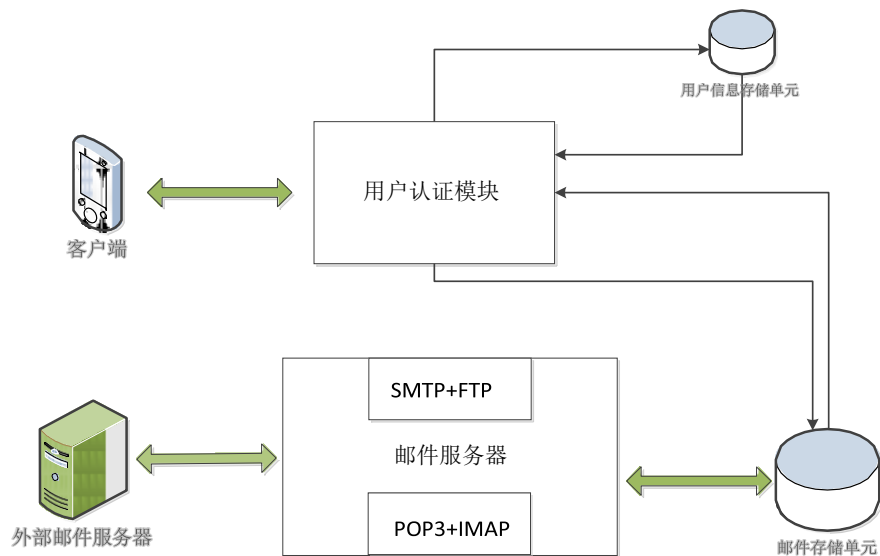 用户信息存储单元
用户认证模块
客户端
SMTP+FTP
邮件服务器
POP3+IMAP
外部邮件服务器
邮件存储单元